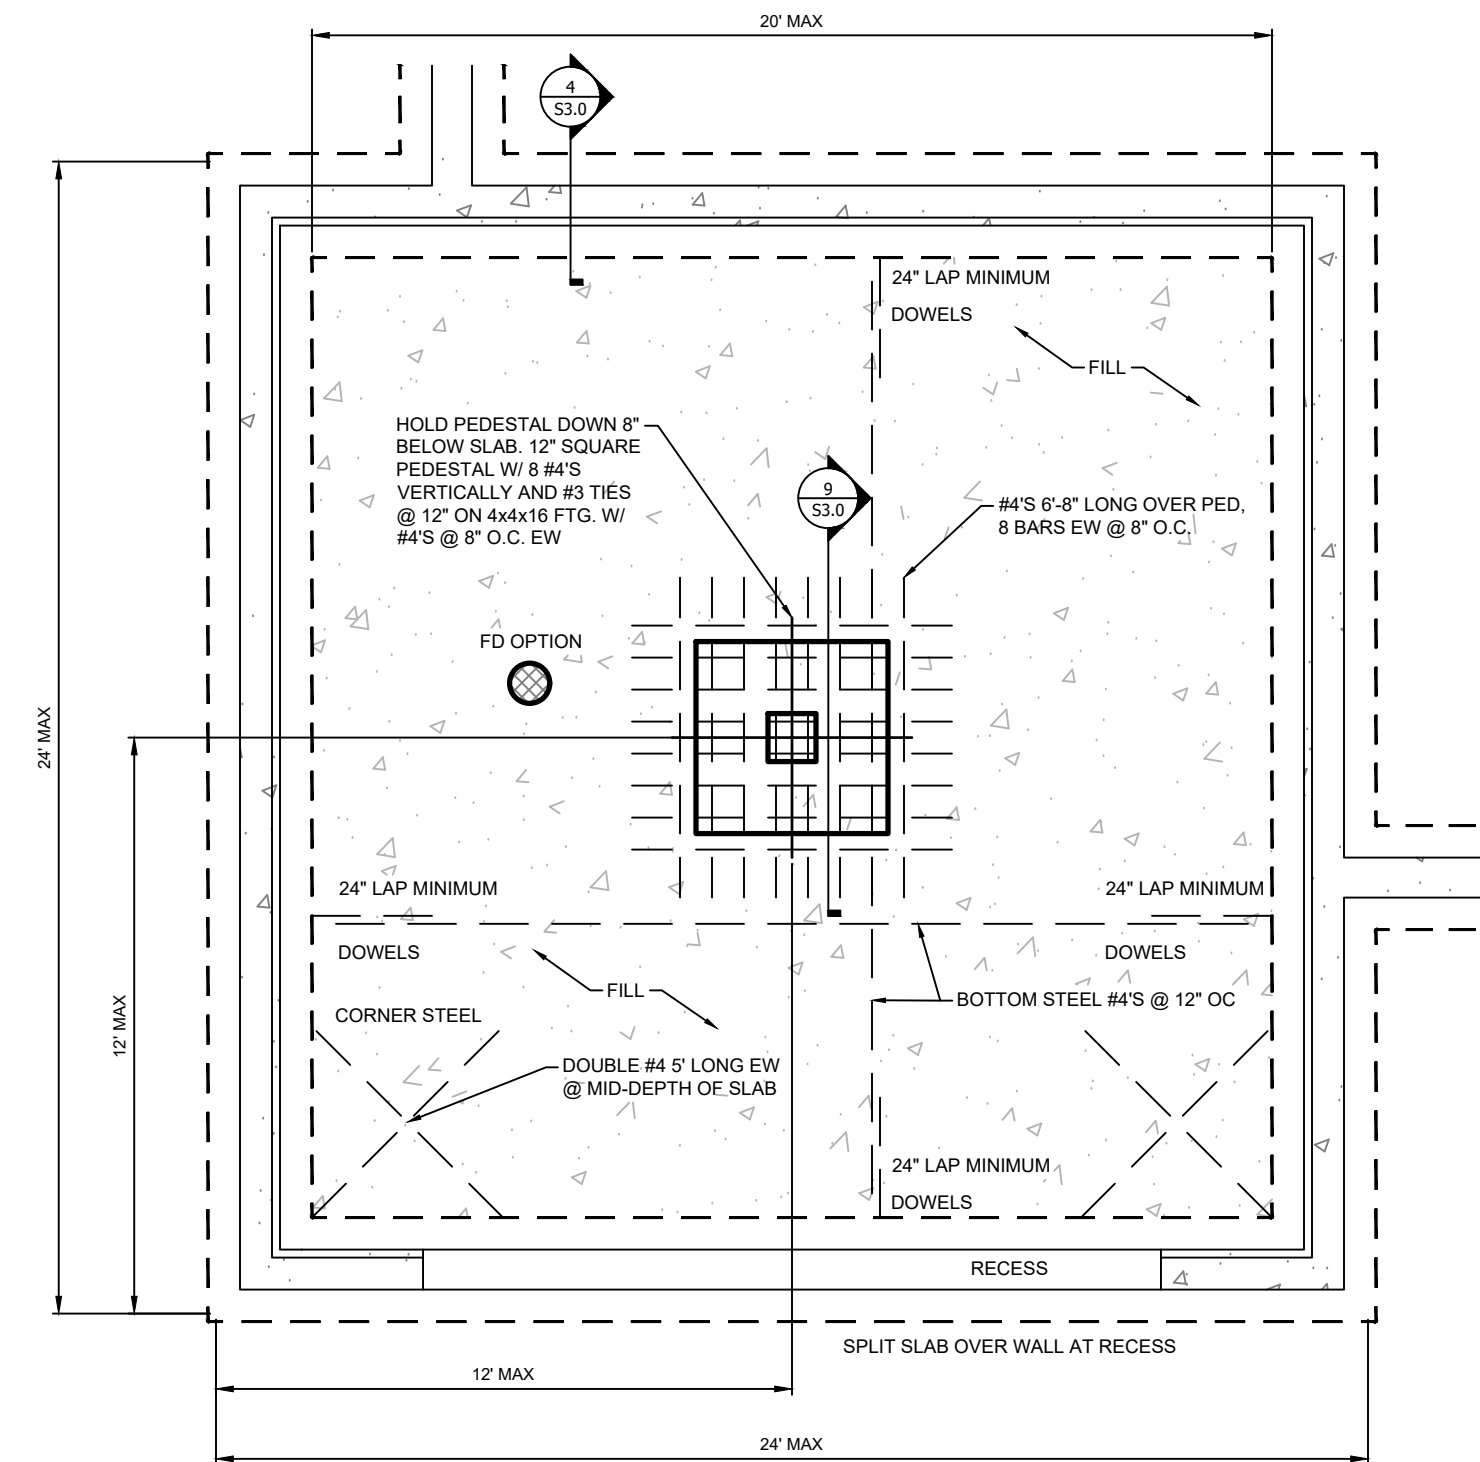 20' MAX
4
S3.0
24" LAP MINIMUM
DOWELS
FILL
HOLD PEDESTAL DOWN 8"
BELOW SLAB. 12" SQUARE
PEDESTAL W/ 8 #4'S
VERTICALLY AND #3 TIES
@ 12" ON 4x4x16 FTG. W/
#4'S @ 8" O.C. EW
9
S3.0
#4'S 6'-8" LONG OVER PED,
8 BARS EW @ 8" O.C.
FD OPTION
24' MAX
24" LAP MINIMUM
24" LAP MINIMUM
DOWELS
DOWELS
FILL
BOTTOM STEEL #4'S @ 12" OC
CORNER STEEL
12' MAX
DOUBLE #4 5' LONG EW
@ MID-DEPTH OF SLAB
24" LAP MINIMUM
DOWELS
RECESS
SPLIT SLAB OVER WALL AT RECESS
12' MAX
24' MAX